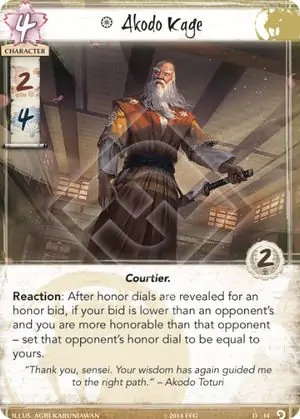 4
Akodo Kage
CHARACTER
2
4
2
Courtier.
Reaction: After honor dials are revealed for an
honor bid, if your bid is lower than an opponent's
and you are more honorable than that opponent
– set that opponent's honor dial to be equal to
yours.
"Thank you, sensei. Your wisdom has again guided me
to the right path." – Akodo Toturi
ILLUS: AGRI KARUNIAWAN
© 2018 FFG